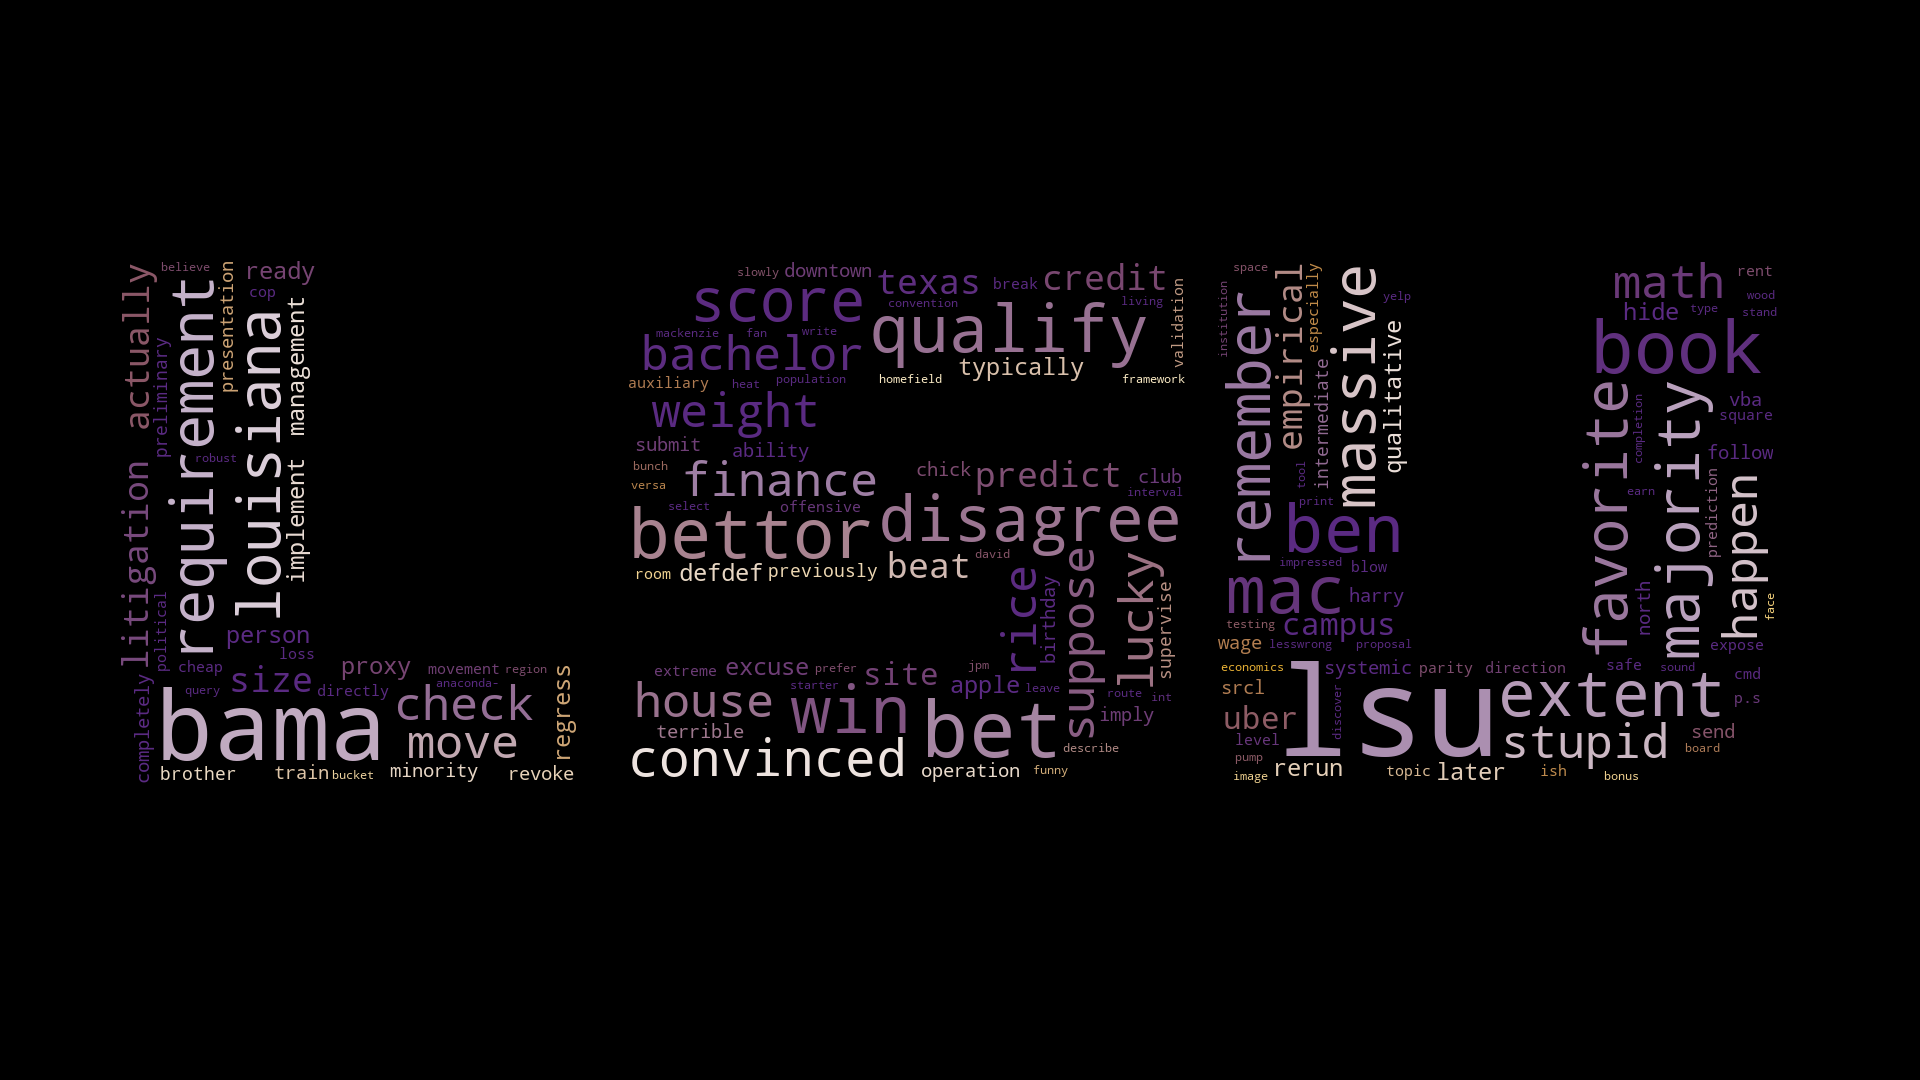 believe
ready
cop
actually
litigation
preliminary
requirement
presentation
louisiana
management
implement
robust
political
person
loss
cheap
completely
query
size
directly
proxy
movement
region
anaconda-
check
bama
move
regress
brother
train
bucket
minority
revoke
slowly
downtown
texas
break
credit
score
convention
living
validation
mackenzie
fan
write
qualify
bachelor
typically
auxiliary
heat
population
homefield
framework
weight
submit
ability
bunch
versa
finance
chick
predict
club
interval
select
offensive
bettor
disagree
david
room
defdef
previously
beat
rice
birthday
suppose
lucky
supervise
extreme
excuse
prefer
site
jpm
starter
apple
leave
route
int
house
win
bet
imply
terrible
describe
convinced
operation
funny
space
institution
remember
empirical
especially
intermediate
tool
massive
yelp
qualitative
print
ben
impressed
blow
mac
harry
testing
campus
wage
lesswrong
proposal
economics
systemic
parity
direction
srcl
discover
lsu
extent
uber
level
stupid
pump
image
rerun
topic
later
ish
bonus
board
send
p.s
cmd
safe
sound
math
rent
wood
hide
type
stand
book
favorite
completion
majority
vba
square
follow
earn
prediction
happen
north
face
expose